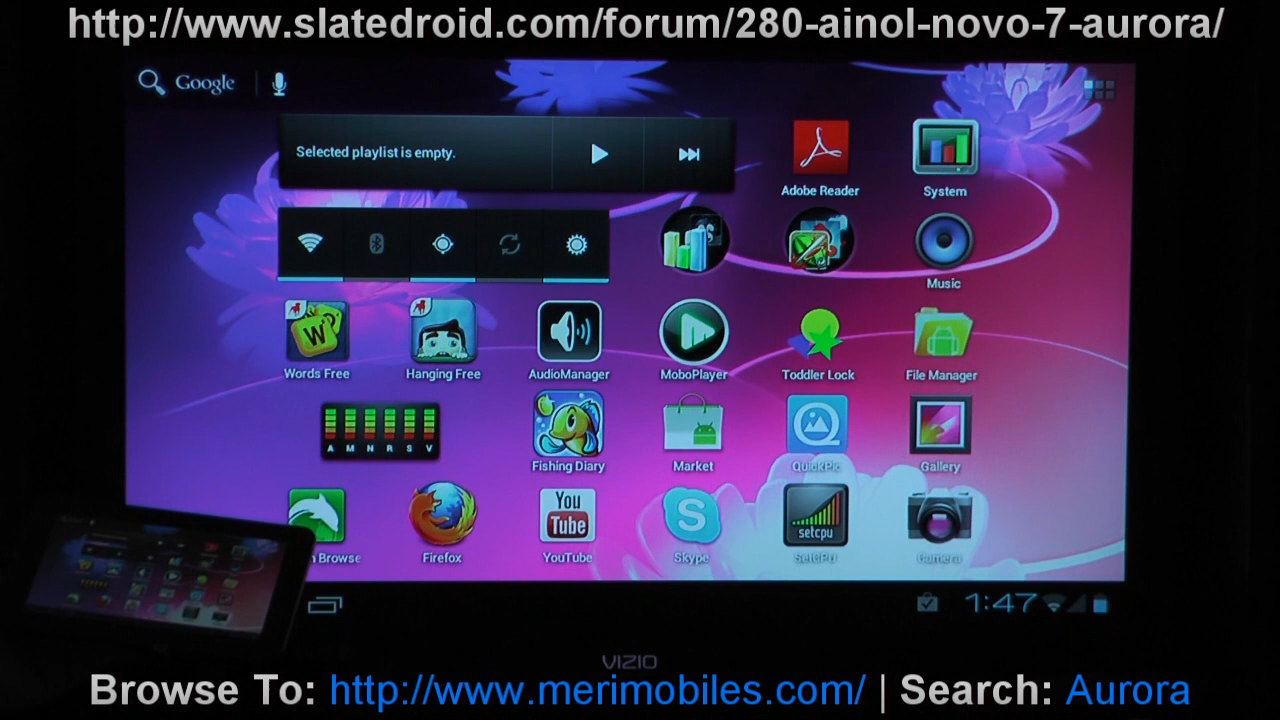 http://www.slatedroid.com/forum/280-ainol-novo-7-aurora/
Google
Selected playlist is empty.
Adobe Reader
System
Music
W
Words Free
Hanging Free
AudioManager
MoboPlayer
Toddler Lock
File Manager
A M N R S V
Fishing Diary
Market
QuickPic
Gallery
Browse
Firefox
You
Tube
YouTube
S
Skype
setcpu
SetCPU
Camera
1:47
VIZIO
Browse To: http://www.merimobiles.com/ | Search: Aurora